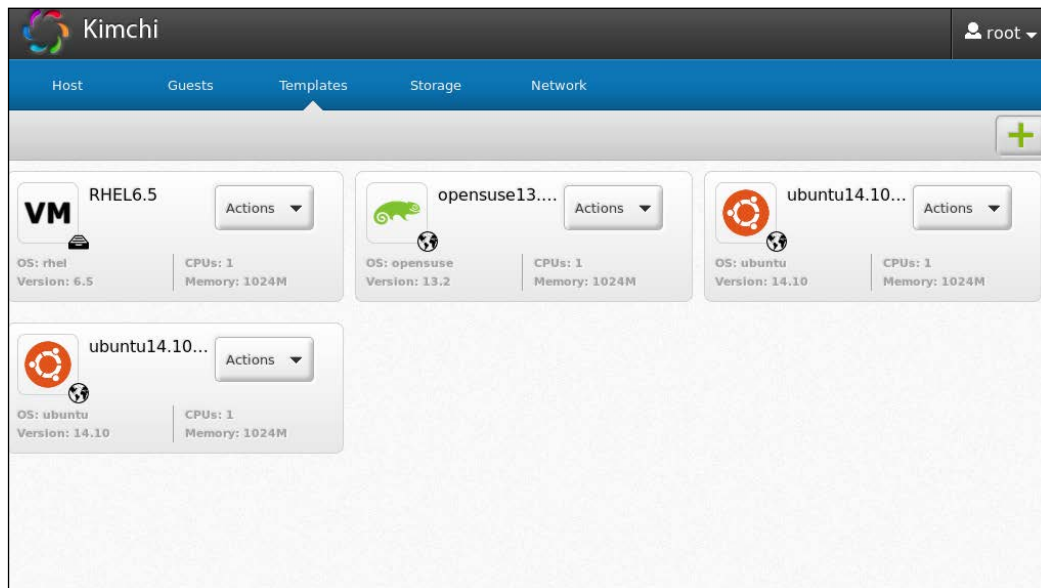 Kimchi
root
Host Guests Templates Storage Network
VM
RHEL6.5
Actions
OS: rhel
Version: 6.5
CPUs: 1
Memory: 1024M
opensuse13....
Actions
OS: opensuse
Version: 13.2
CPUs: 1
Memory: 1024M
ubuntu14.10...
Actions
OS: ubuntu
Version: 14.10
CPUs: 1
Memory: 1024M
ubuntu14.10...
Actions
OS: ubuntu
Version: 14.10
CPUs: 1
Memory: 1024M